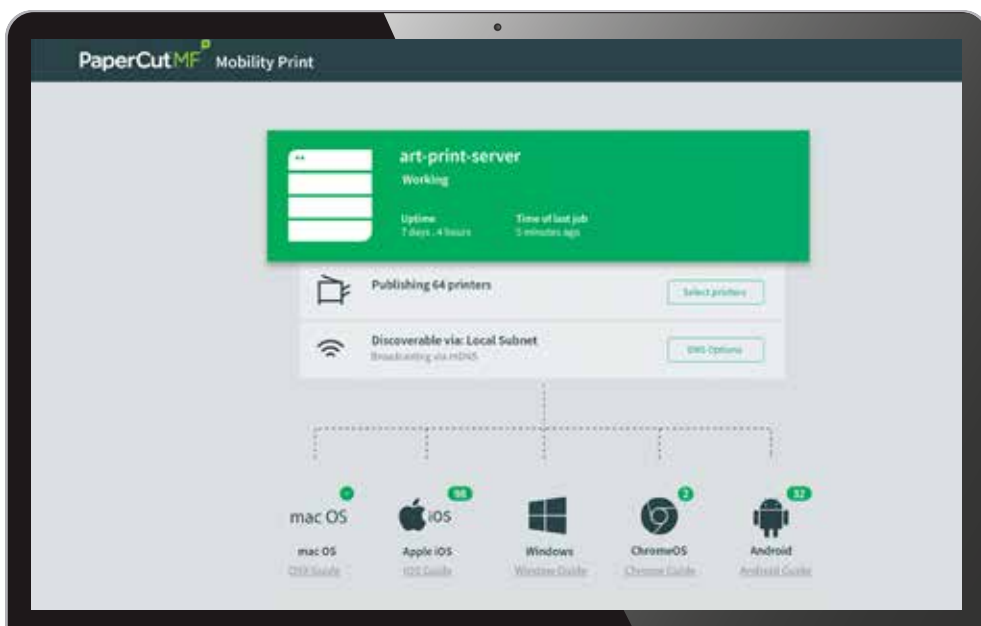 PaperCut MF Mobility Print
art-print-server
Working
Uptime
Time of last job
7 days, 4 hours
5 minutes ago
Publishing 64 printers
Select printers
Discoverable via: Local Subnet
Broadcasting via mDNS
DNS Options
98
2
32
mac OS
iOS
mac OS
Apple iOS
Windows
ChromeOS
Android
OSX Guide
iOS Guide
Window Guide
Chrome Guide
Android Guide